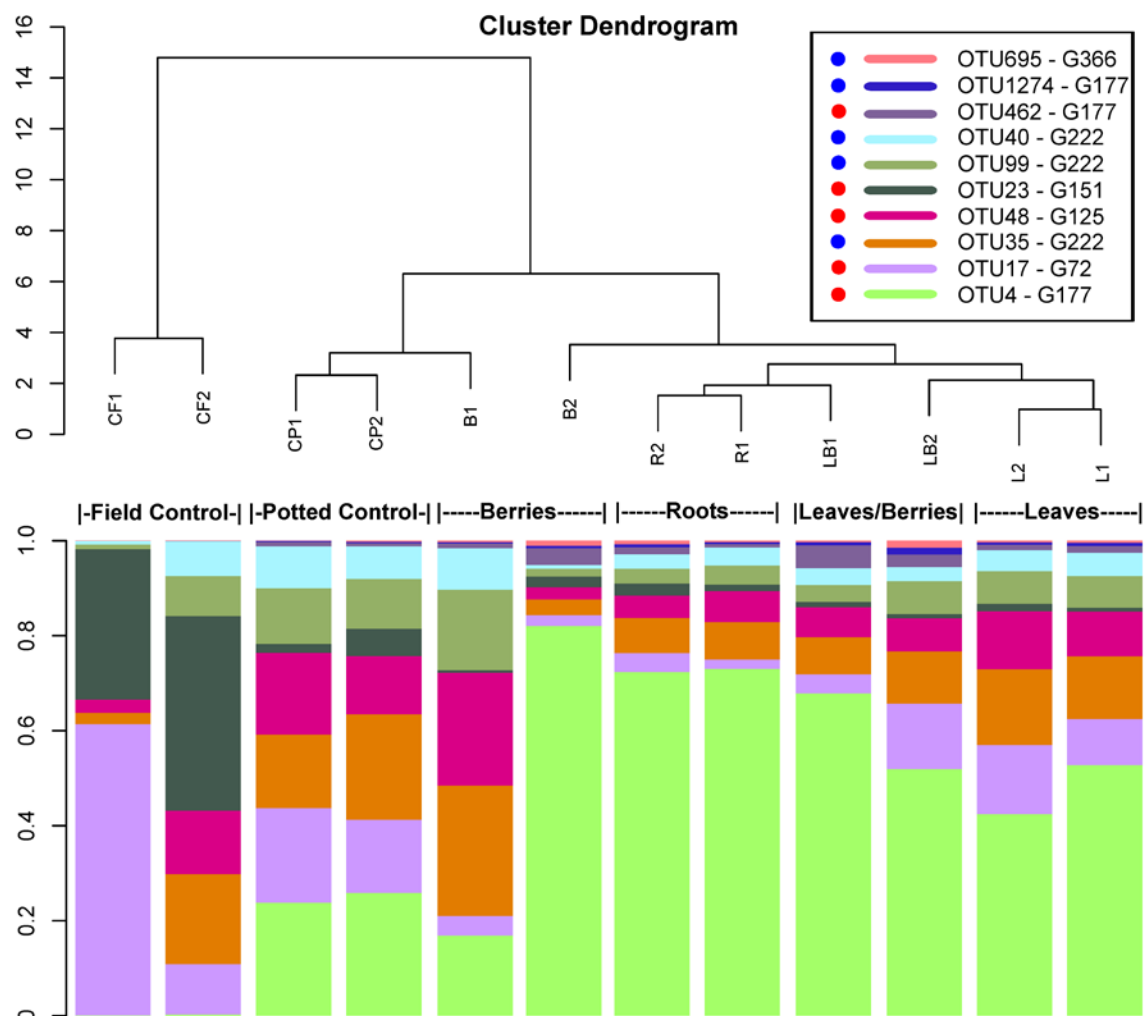 Cluster Dendrogram
16
14
12
10
8
6
4
2
0
OTU695 - G366
OTU1274 - G177
OTU462 - G177
OTU40 - G222
OTU99 - G222
OTU23 - G151
OTU48 - G125
OTU35 - G222
OTU17 - G72
OTU4 - G177
CF1
CF2
CP1
CP2
B1
B2
R2
R1
LB1
LB2
L2
L1
|-Field Control-| |-Potted Control-| |-----Berries------| |------Roots------| |Leaves/Berries| |------Leaves-----|
1.0
0.8
0.6
0.4
0.2
0.0